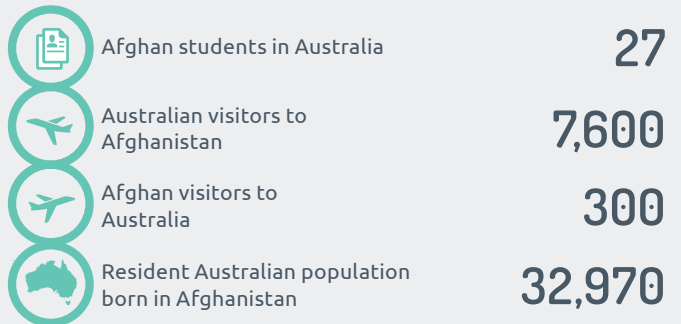 Afghan students in Australia 27
Australian visitors to
Afghanistan 7,600
Afghan visitors to
Australia 300
Resident Australian population
born in Afghanistan 32,970